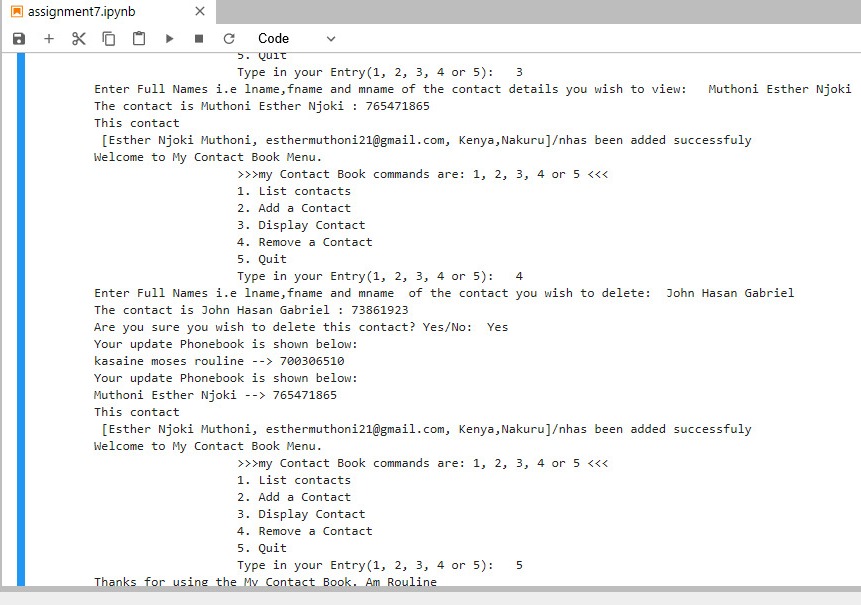 assignment7.ipynb
Code
5. Quit
Type in your Entry(1, 2, 3, 4 or 5): 3
Enter Full Names i.e lname,fname and mname of the contact details you wish to view: Muthoni Esther Njoki
The contact is Muthoni Esther Njoki : 765471865
This contact
[Esther Njoki Muthoni, esthermuthoni21@gmail.com, Kenya,Nakuru]/nhas been added successfuly
Welcome to My Contact Book Menu.
>>>my Contact Book commands are: 1, 2, 3, 4 or 5 <<<
1. List contacts
2. Add a Contact
3. Display Contact
4. Remove a Contact
5. Quit
Type in your Entry(1, 2, 3, 4 or 5): 4
Enter Full Names i.e lname,fname and mname of the contact you wish to delete: John Hasan Gabriel
The contact is John Hasan Gabriel : 73861923
Are you sure you wish to delete this contact? Yes/No: Yes
Your update Phonebook is shown below:
kasaine moses rouline --> 700306510
Your update Phonebook is shown below:
Muthoni Esther Njoki --> 765471865
This contact
[Esther Njoki Muthoni, esthermuthoni21@gmail.com, Kenya,Nakuru]/nhas been added successfuly
Welcome to My Contact Book Menu.
>>>my Contact Book commands are: 1, 2, 3, 4 or 5 <<<
1. List contacts
2. Add a Contact
3. Display Contact
4. Remove a Contact
5. Quit
Type in your Entry(1, 2, 3, 4 or 5): 5
Thanks for using the My Contact Book. Am Rouline